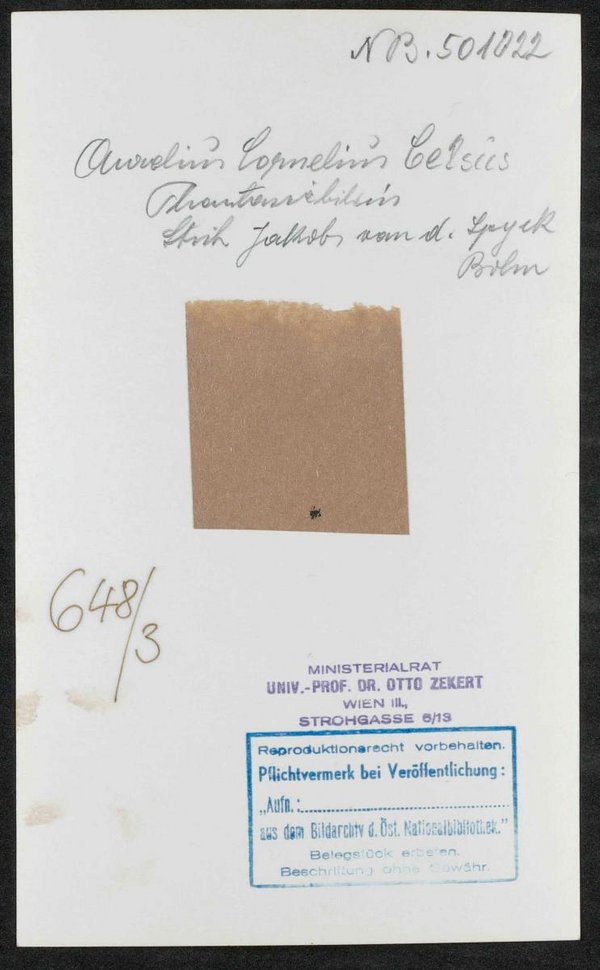 NB. 501022
Aurelius Cornelius Celsus
Phantasiebildnis
Stich Jakob van d. Spyck
648/3
MINISTERIALRAT
UNIV.-PROF. DR. OTTO ZEKERT
WIEN III.,
STROHGASSE 6/13
Reproduktionsrecht vorbehalten.
Pflichtvermerk bei Veröffentlichung:
„Aufn.:
aus dem Bildarchiv d. Öst. Nationalbibliothek."
Belegstück erbeten.
Beschriftung ohne Gewähr.